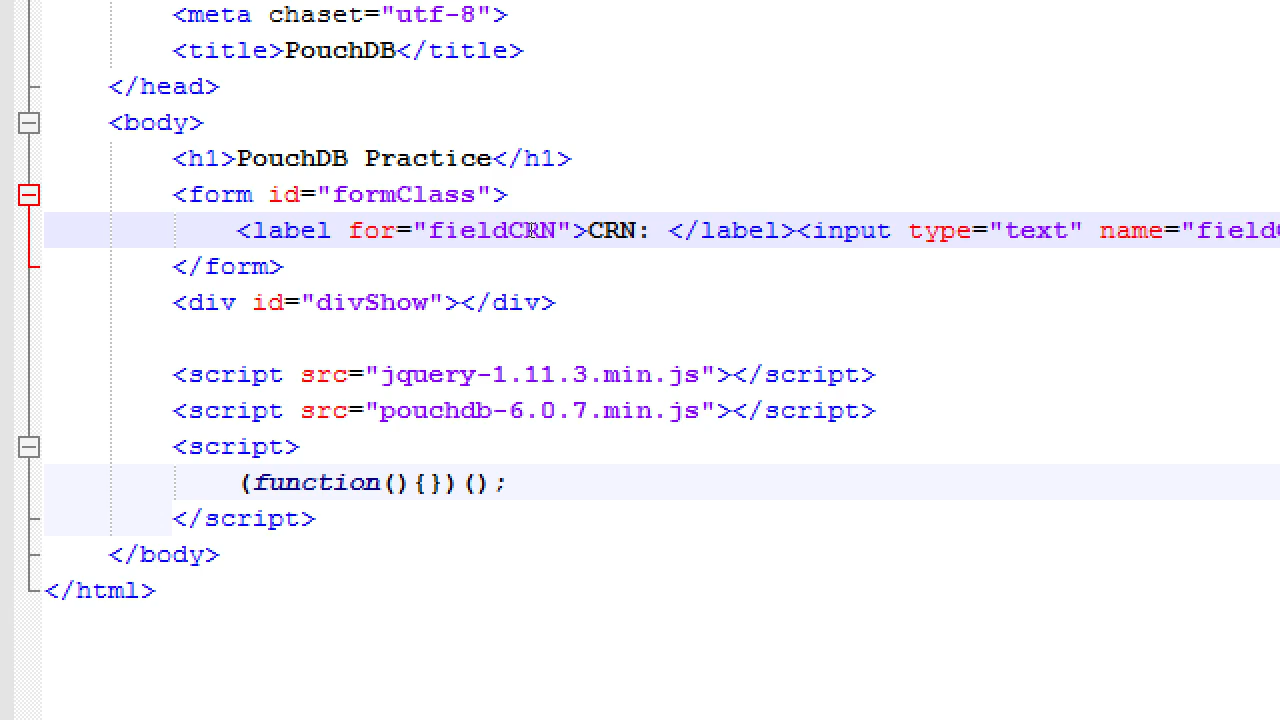 <meta chaset="utf-8">
<title>PouchDB</title>
</head>
<body>
<h1>PouchDB Practice</h1>
<form id="formClass">
<label for="fieldCRN">CRN: </label><input type="text" name="field
</form>
<div id="divShow"></div>
<script src="jquery-1.11.3.min.js"></script>
<script src="pouchdb-6.0.7.min.js"></script>
<script>
(function(){})();
</script>
</body>
</html>